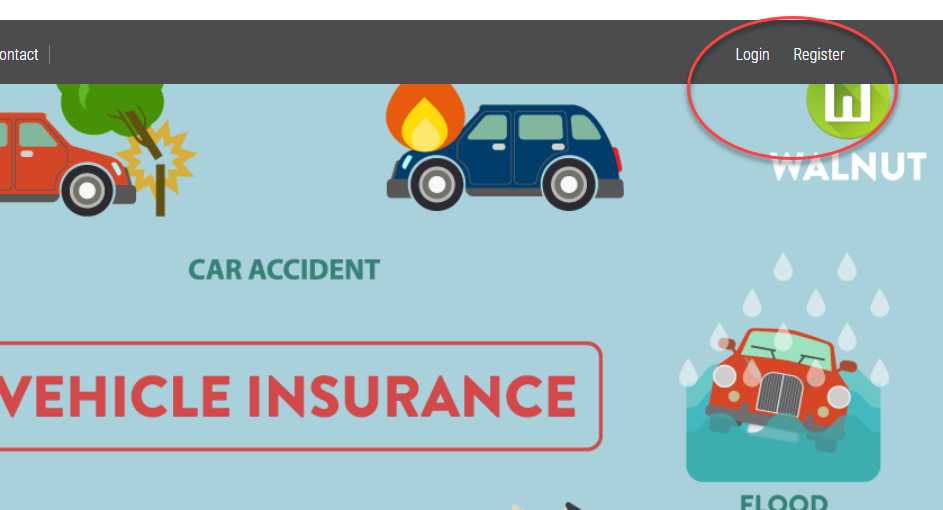 ontact
Login Register
WALNUT
CAR ACCIDENT
VEHICLE INSURANCE
FLOOD